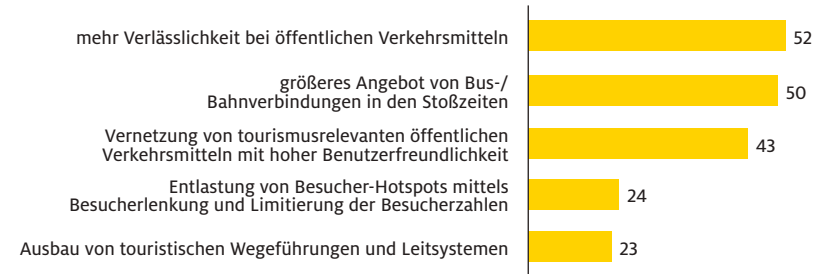 mehr Verlässlichkeit bei öffentlichen Verkehrsmitteln
52
größeres Angebot von Bus-/
Bahnverbindungen in den Stoßzeiten
50
Vernetzung von tourismusrelevanten öffentlichen
Verkehrsmitteln mit hoher Benutzerfreundlichkeit
43
Entlastung von Besucher-Hotspots mittels
Besucherlenkung und Limitierung der Besucherzahlen
24
Ausbau von touristischen Wegeführungen und Leitsystemen
23